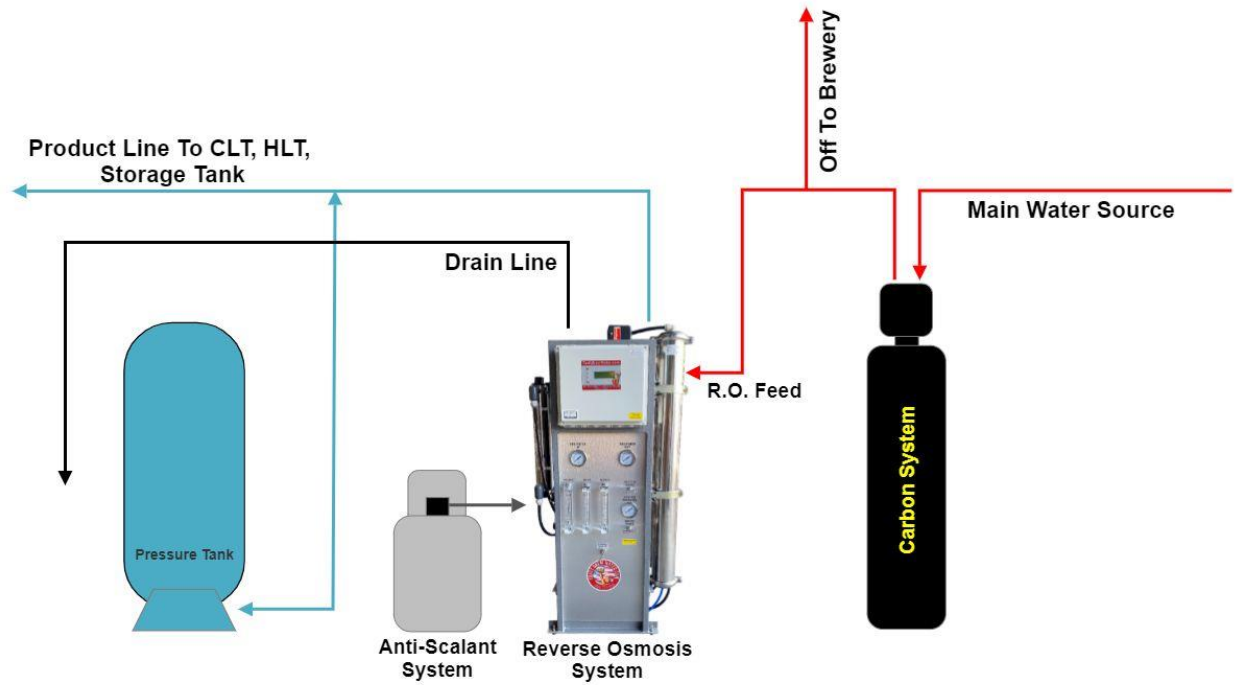 Off To Brewery
Product Line To CLT, HLT,
Storage Tank
Main Water Source
Drain Line
R.O. Feed
Carbon System
Pressure Tank
Anti-Scalant
System
Reverse Osmosis
System